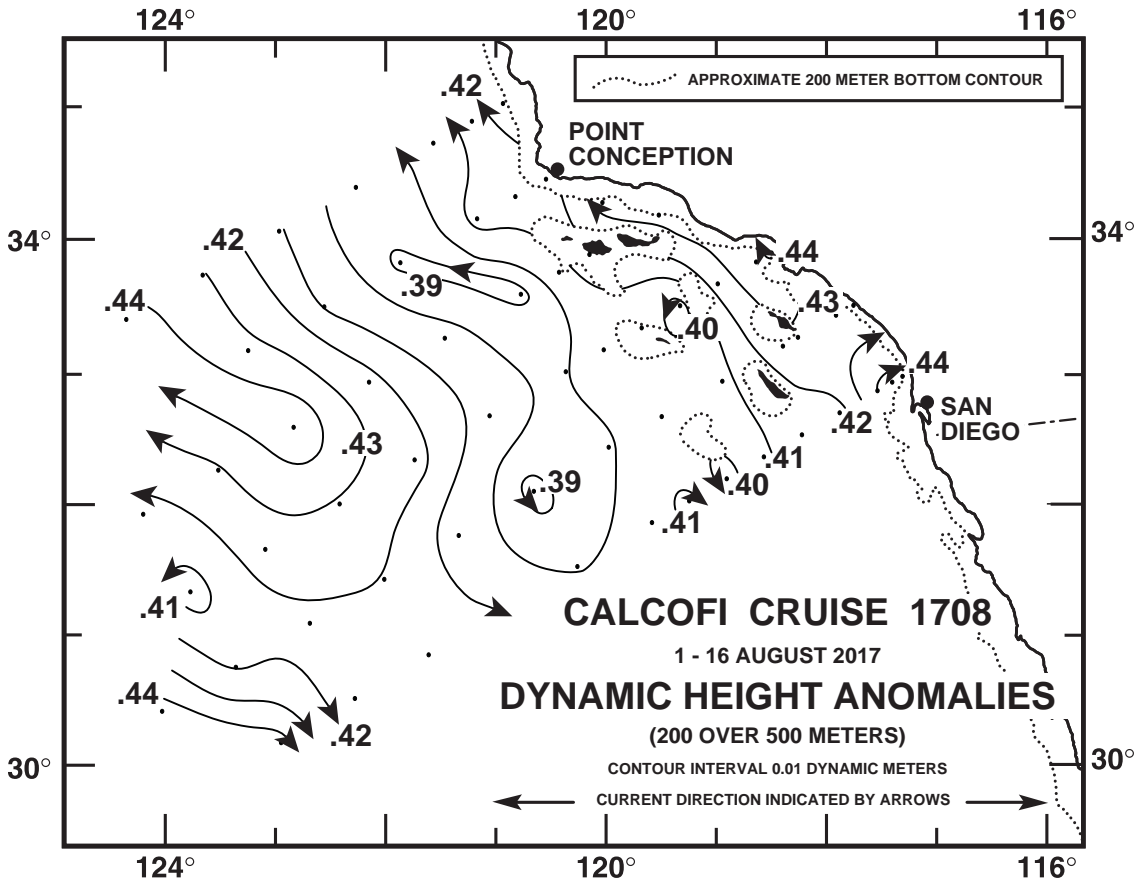 124° 120° 116°
APPROXIMATE 200 METER BOTTOM CONTOUR
.42
POINT
CONCEPTION
34° 34°
.42
.44
.39
.44
.43
.40
.44
.42
SAN
DIEGO
.43
.41
.39
.40
.41
.41
CALCOFI CRUISE 1708
1 - 16 AUGUST 2017
DYNAMIC HEIGHT ANOMALIES
.44
.42
(200 OVER 500 METERS)
30° 30°
CONTOUR INTERVAL 0.01 DYNAMIC METERS
CURRENT DIRECTION INDICATED BY ARROWS
124° 120° 116°